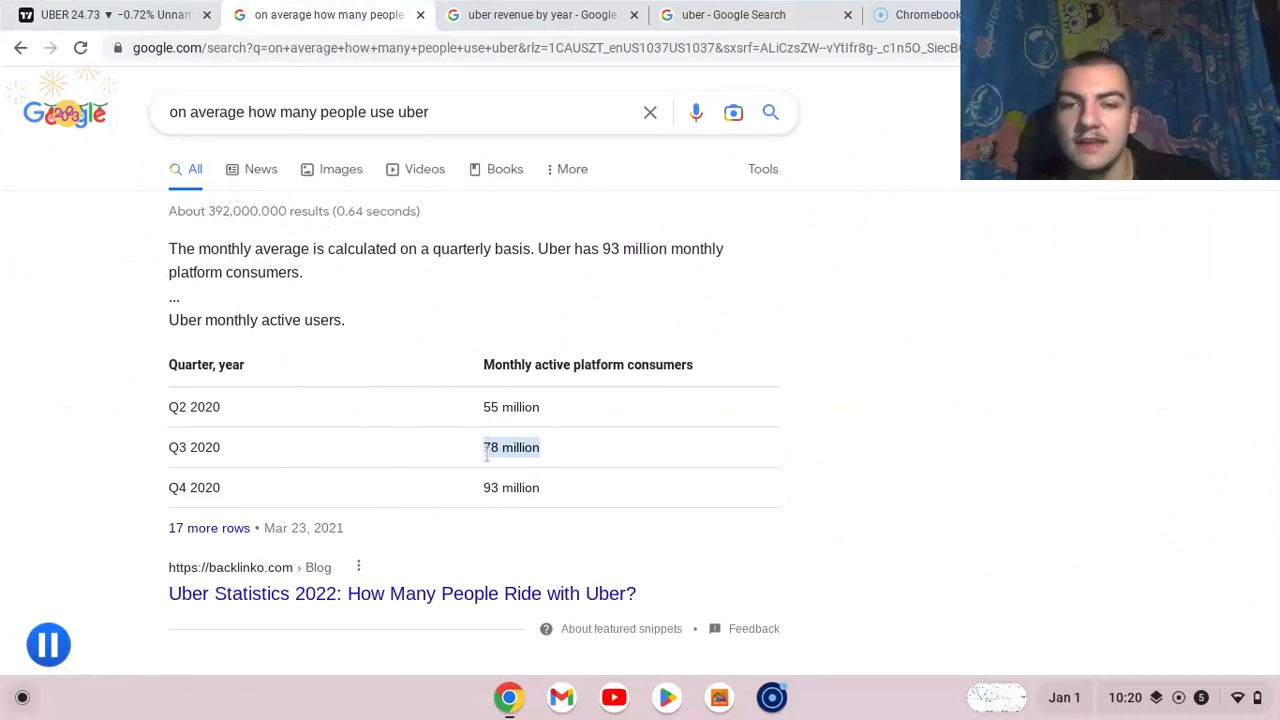 UBER 24.73 ▼ −0.72% Unnam
on average how many people
uber revenue by year - Google
uber - Google Search
Chromebook
google.com/search?q=on+average+how+many+people+use+uber&rlz=1CAUSZT_enUS1037US1037&sxsrf=ALiCzsZW
Google
2023
on average how many people use uber
All
News
Images
Videos
Books
More
Tools
About 392,000,000 results (0.64 seconds)
The monthly average is calculated on a quarterly basis. Uber has 93 million monthly
platform consumers.
...
Uber monthly active users.
Quarter, year Monthly active platform consumers
Q2 2020 55 million
Q3 2020 78 million
Q4 2020 93 million
17 more rows • Mar 23, 2021
https://backlinko.com › Blog
Uber Statistics 2022: How Many People Ride with Uber?
About featured snippets • Feedback
Jan 1 10:20 5